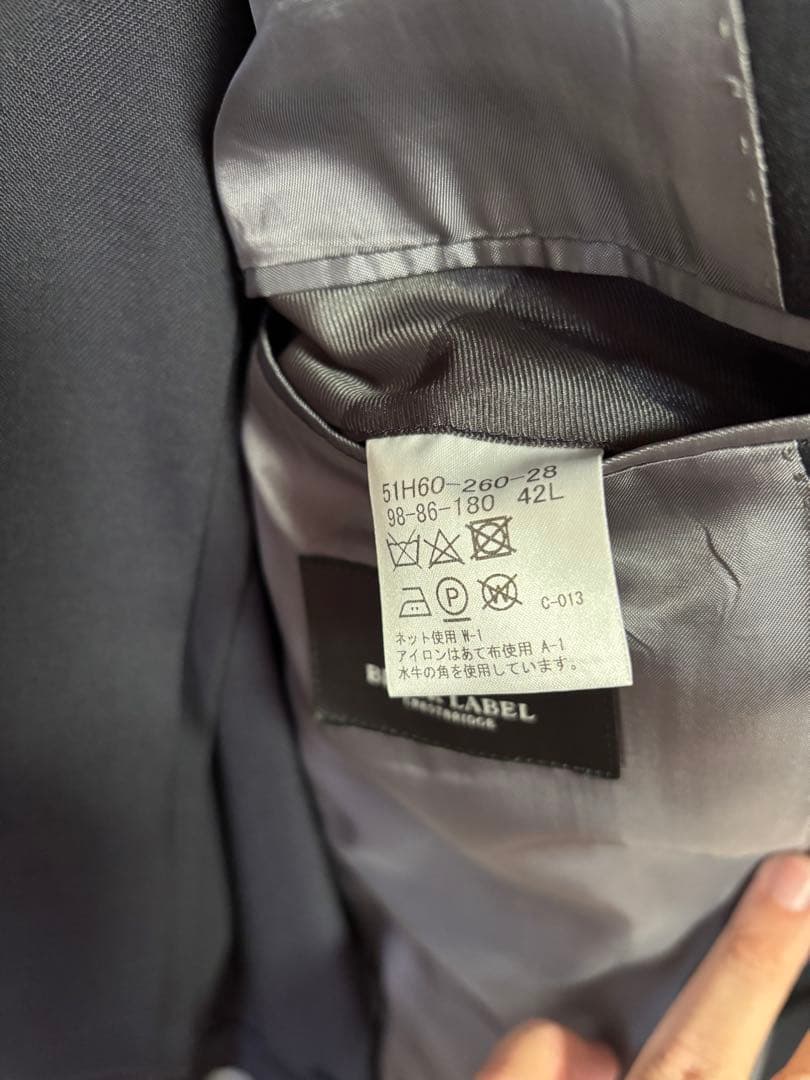 51H60-260-28
98-86-180 42L
P W C-013
ネット使用 W-1
アイロンはあて布使用 A-1
水牛の角を使用しています。
LABEL
CRESTBRIDGE